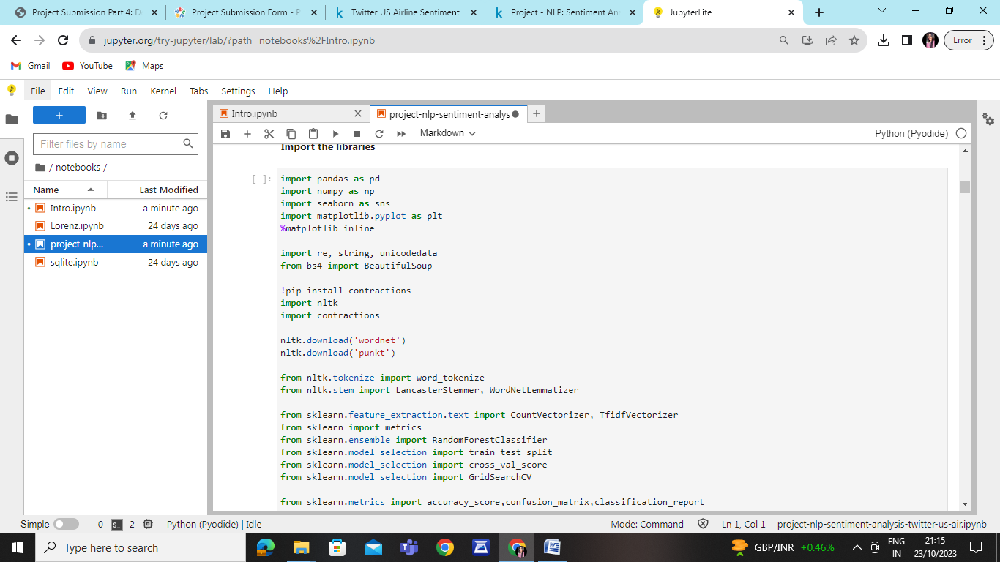 Project Submission Part 4: D
Project Submission Form - P
Twitter US Airline Sentiment
Project - NLP: Sentiment An
JupyterLite
jupyter.org/try-jupyter/lab/?path=notebooks%2FIntro.ipynb
Error
Gmail
YouTube
Maps
File Edit View Run Kernel Tabs Settings Help
Filter files by name
/ notebooks /
Name Last Modified
Intro.ipynb a minute ago
Lorenz.ipynb 24 days ago
project-nlp... a minute ago
sqlite.ipynb 24 days ago
Intro.ipynb
project-nlp-sentiment-analys
Markdown
Python (Pyodide)
Import the libraries
[ ]:
import pandas as pd
import numpy as np
import seaborn as sns
import matplotlib.pyplot as plt
%matplotlib inline
import re, string, unicodedata
from bs4 import BeautifulSoup
!pip install contractions
import nltk
import contractions
nltk.download('wordnet')
nltk.download('punkt')
from nltk.tokenize import word_tokenize
from nltk.stem import LancasterStemmer, WordNetLemmatizer
from sklearn.feature_extraction.text import CountVectorizer, TfidfVectorizer
from sklearn import metrics
from sklearn.ensemble import RandomForestClassifier
from sklearn.model_selection import train_test_split
from sklearn.model_selection import cross_val_score
from sklearn.model_selection import GridSearchCV
from sklearn.metrics import accuracy_score,confusion_matrix,classification_report
Simple 0 2 Python (Pyodide) | Idle Mode: Command Ln 1, Col 1 project-nlp-sentiment-analysis-twitter-us-air.ipynb
Type here to search
GBP/INR +0.46%
ENG
IN
21:15
23/10/2023